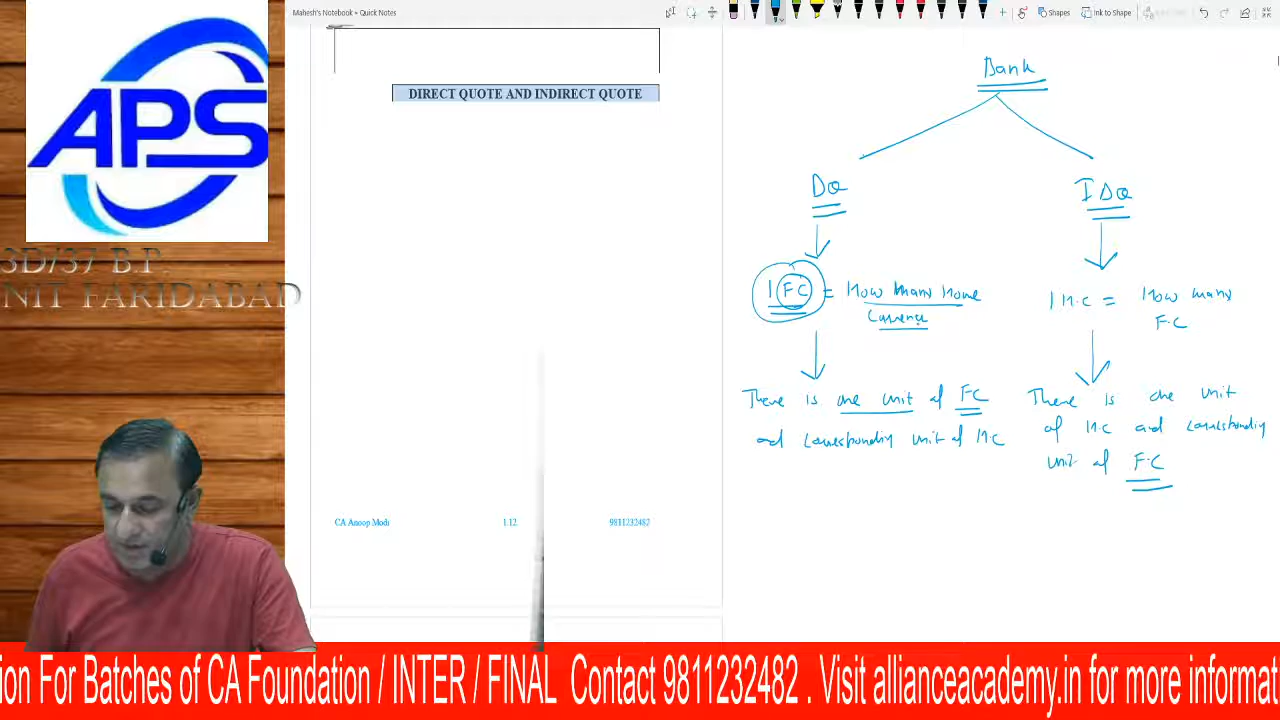 Mahesh's Notebook » Quick Notes
Shapes
Ink to Shape
APS
3D/37 B.P.
NIT FARIDABAD
DIRECT QUOTE AND INDIRECT QUOTE
CA Anoop Modi
1.12
9811232482
Bank
DQ
IDQ
1 FC = How Many Home
Currency
1 H.C = How many
F.C
There is one unit of FC
and corresponding unit of H.C
There is one unit
of H.C and corresponding
unit of F.C
ion For Batches of CA Foundation / INTER / FINAL Contact 9811232482 . Visit allianceacademy.in for more informat